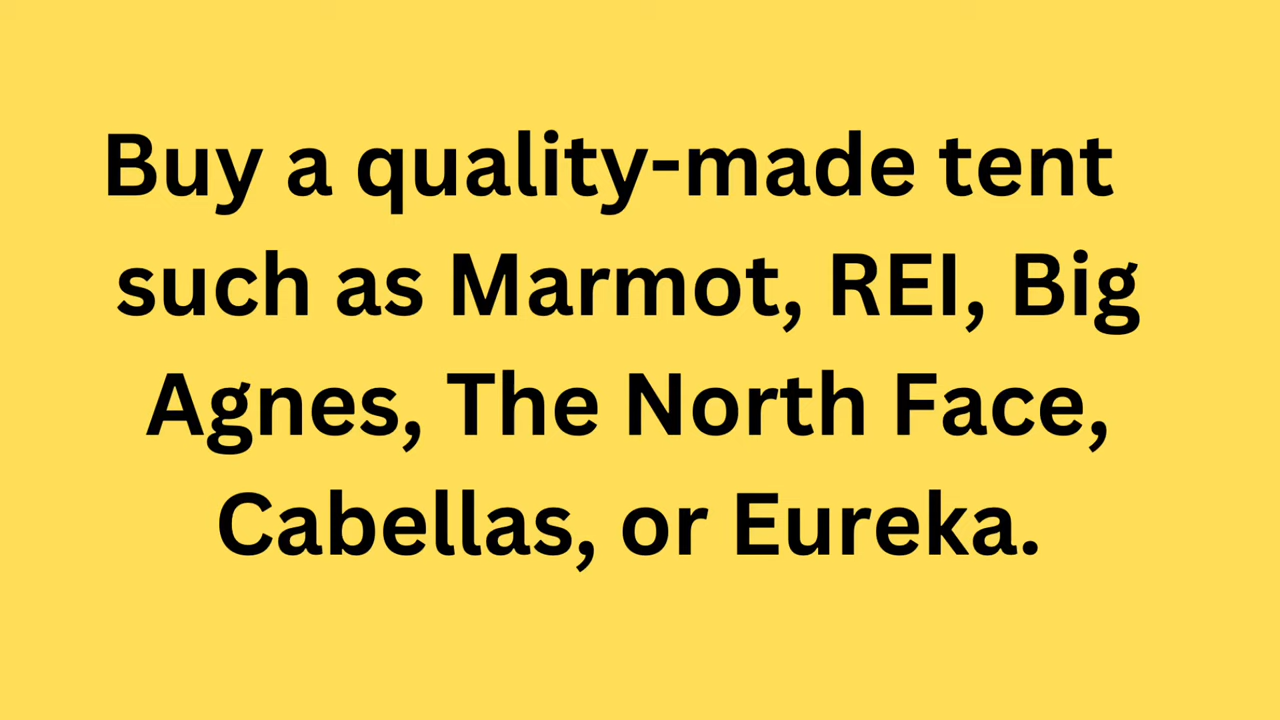 Buy a quality-made tent
such as Marmot, REI, Big
Agnes, The North Face,
Cabellas, or Eureka.